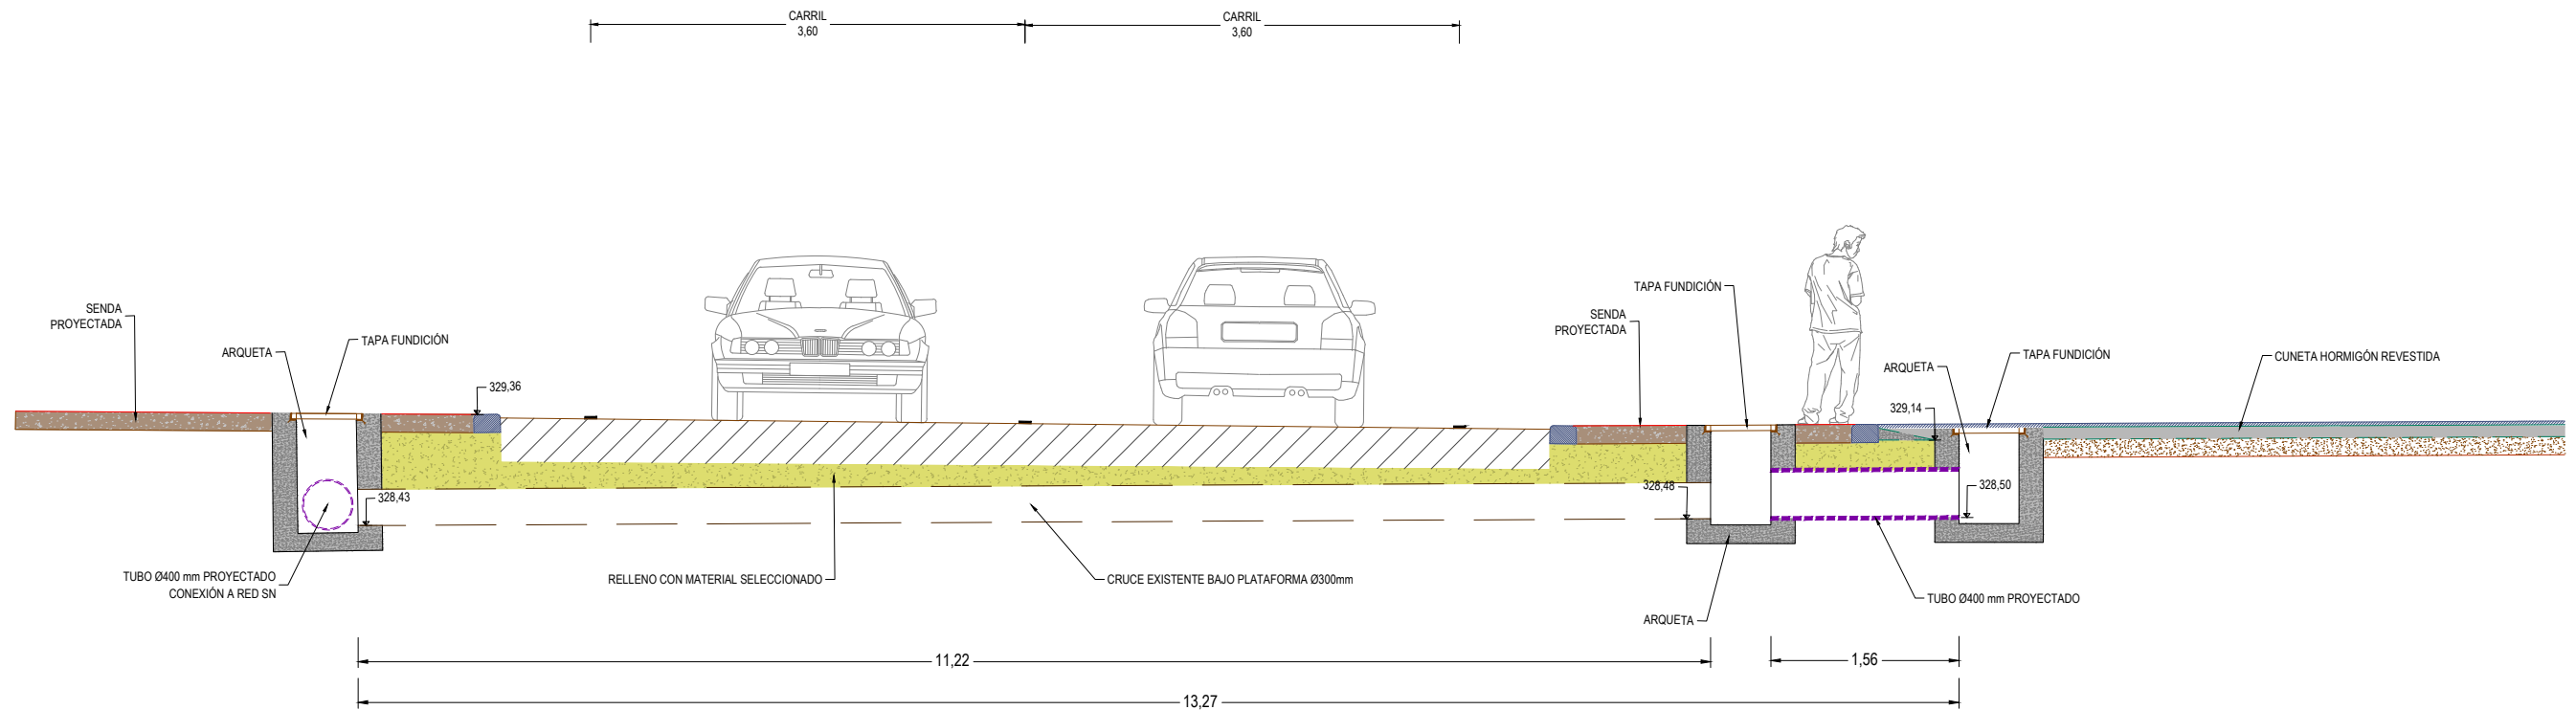 CARRIL
3,60
CARRIL
3,60
SENDA
PROYECTADA
ARQUETA
TAPA FUNDICIÓN
329,36
TAPA FUNDICIÓN
SENDA
PROYECTADA
ARQUETA
TAPA FUNDICIÓN
CUNETA HORMIGÓN REVESTIDA
329,14
328,43
328,48
328,50
TUBO Ø400 mm PROYECTADO
CONEXIÓN A RED SN
RELLENO CON MATERIAL SELECCIONADO
CRUCE EXISTENTE BAJO PLATAFORMA Ø300mm
TUBO Ø400 mm PROYECTADO
ARQUETA
11,22
1,56
13,27